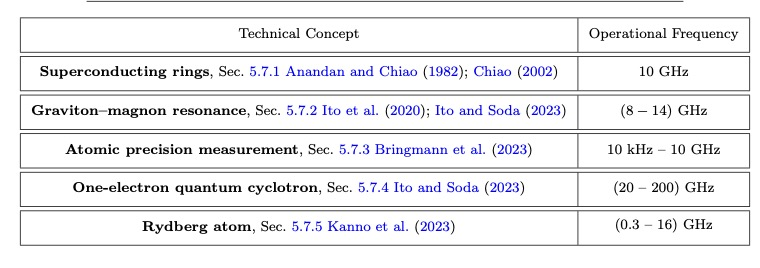 Technical Concept Operational Frequency
Superconducting rings, Sec. 5.7.1 Anandan and Chiao (1982); Chiao (2002) 10 GHz
Graviton–magnon resonance, Sec. 5.7.2 Ito et al. (2020); Ito and Soda (2023) (8 – 14) GHz
Atomic precision measurement, Sec. 5.7.3 Bringmann et al. (2023) 10 kHz – 10 GHz
One-electron quantum cyclotron, Sec. 5.7.4 Ito and Soda (2023) (20 – 200) GHz
Rydberg atom, Sec. 5.7.5 Kanno et al. (2023) (0.3 – 16) GHz